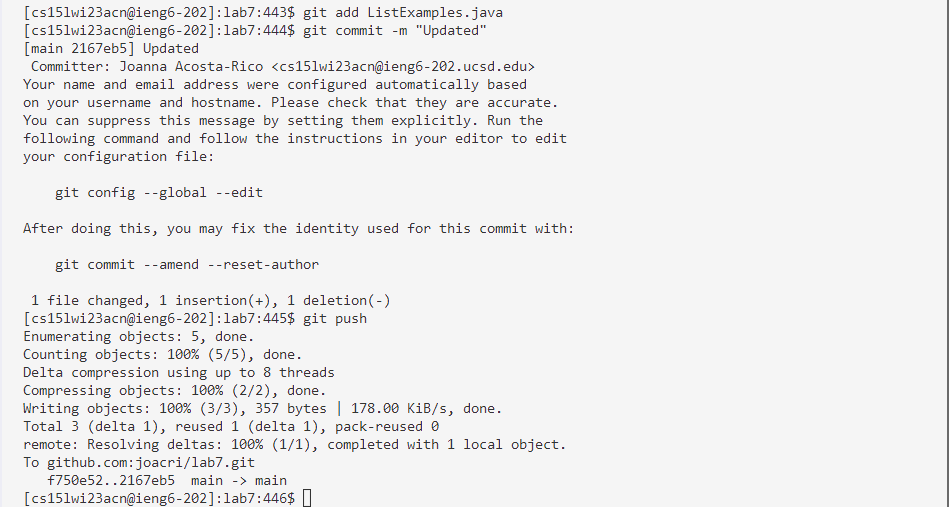 [cs15lwi23acn@ieng6-202]:lab7:443$ git add ListExamples.java
[cs15lwi23acn@ieng6-202]:lab7:444$ git commit -m "Updated"
[main 2167eb5] Updated
 Committer: Joanna Acosta-Rico <cs15lwi23acn@ieng6-202.ucsd.edu>
Your name and email address were configured automatically based
on your username and hostname. Please check that they are accurate.
You can suppress this message by setting them explicitly. Run the
following command and follow the instructions in your editor to edit
your configuration file:

    git config --global --edit

After doing this, you may fix the identity used for this commit with:

    git commit --amend --reset-author

 1 file changed, 1 insertion(+), 1 deletion(-)
[cs15lwi23acn@ieng6-202]:lab7:445$ git push
Enumerating objects: 5, done.
Counting objects: 100% (5/5), done.
Delta compression using up to 8 threads
Compressing objects: 100% (2/2), done.
Writing objects: 100% (3/3), 357 bytes | 178.00 KiB/s, done.
Total 3 (delta 1), reused 1 (delta 1), pack-reused 0
remote: Resolving deltas: 100% (1/1), completed with 1 local object.
To github.com:joacri/lab7.git
   f750e52..2167eb5  main -> main
[cs15lwi23acn@ieng6-202]:lab7:446$